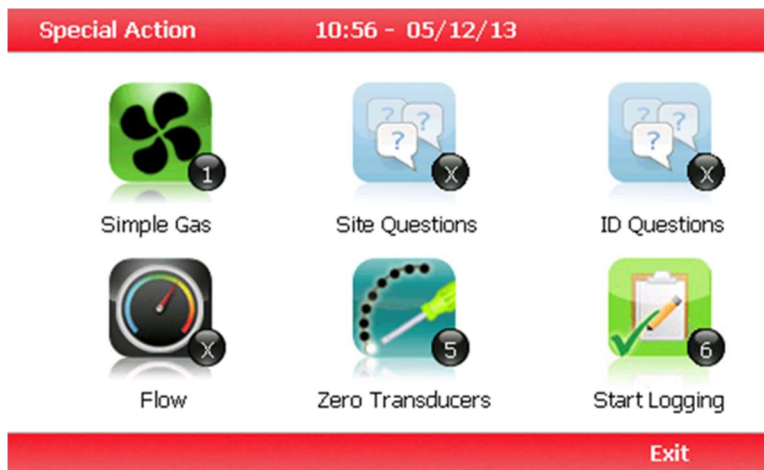 Special Action 10:56 - 05/12/13
? ? ?
? ? ?
1 X X
Simple Gas Site Questions ID Questions
X 5 6
Flow Zero Transducers Start Logging
Exit